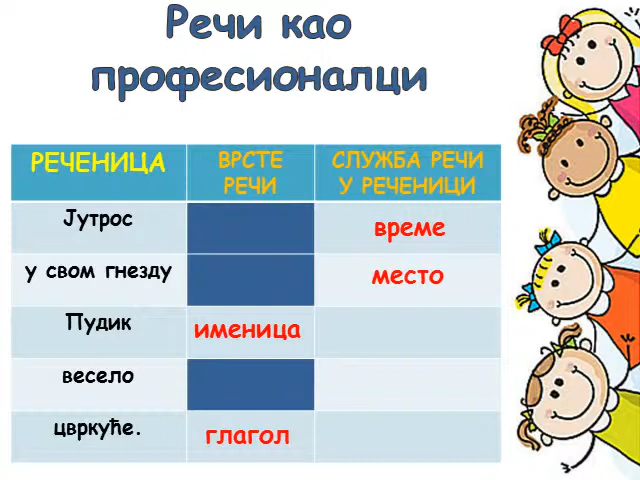 Речи као
професионалци
РЕЧЕНИЦА
ВРСТЕ
РЕЧИ
СЛУЖБА РЕЧИ
У РЕЧЕНИЦИ
Јутрос
време
у свом гнезду
место
Пудик
именица
весело
цвркуће.
глагол